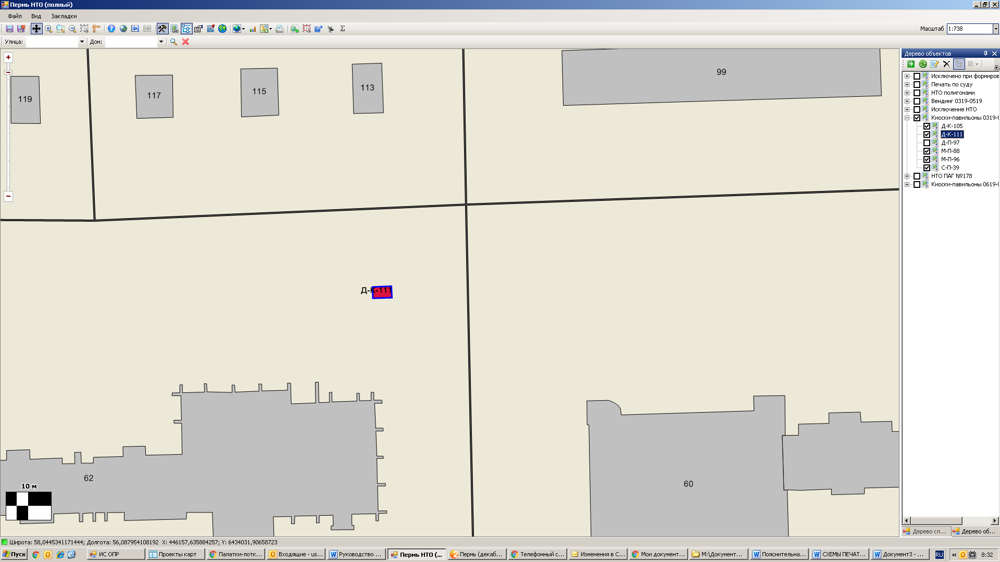 Пермь НТО (полный)
Файл Вид Закладки
Масштаб 1:738
Улица: Дом:
Дерево объектов
Исключено при формиров
Печать по суду
НТО полигонами
Вендинг 0319-0519
Исключение НТО
Киоски-павильоны 0319-0
Д-К-105
Д-К-111
Д-П-97
М-П-88
М-П-96
С-П-39
НТО ПАГ №178
Киоски-павильоны 0619-0
119
117
115
113
99
Д-К-111
62
60
10 м
Дерево сл... Дерево об...
Широта: 58,0445341171444; Долгота: 56,087954108192 X: 446157,635884257; Y: 6434031,90658723
Пуск ИС ОПР Проекты карт Палатки-лотк... Входящие - us... Руководство ... Пермь НТО (... Пермь (декаб... Телефонный с... Изменения в С... Мои документ... M:\Документ... Пояснительна... СХЕМЫ ПЕЧАТ... Документ3 - ... RU « 8:32